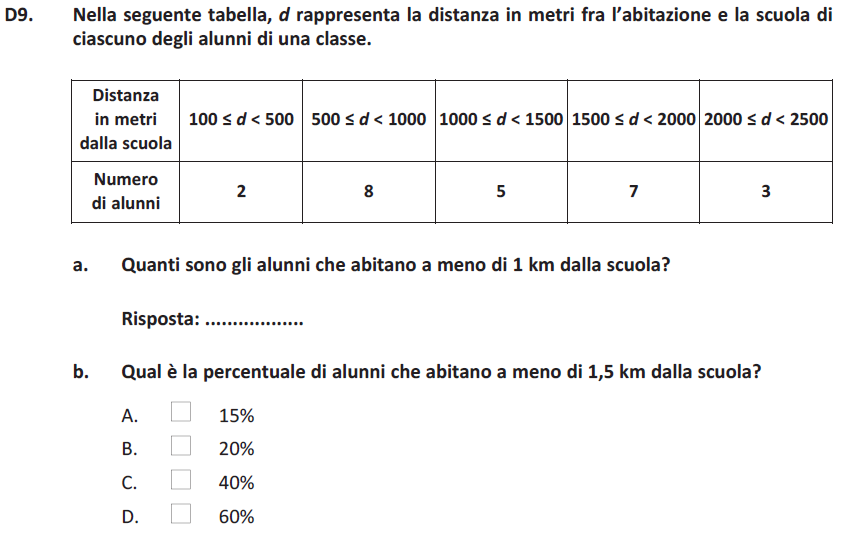 D9. Nella seguente tabella, d rappresenta la distanza in metri fra l'abitazione e la scuola di
ciascuno degli alunni di una classe.
Distanza
in metri
dalla scuola
100 ≤ d < 500 500 ≤ d < 1000 1000 ≤ d < 1500 1500 ≤ d < 2000 2000 ≤ d < 2500
Numero
di alunni
2 8 5 7 3
a. Quanti sono gli alunni che abitano a meno di 1 km dalla scuola?
Risposta: ..................
b. Qual è la percentuale di alunni che abitano a meno di 1,5 km dalla scuola?
A. 15%
B. 20%
C. 40%
D. 60%